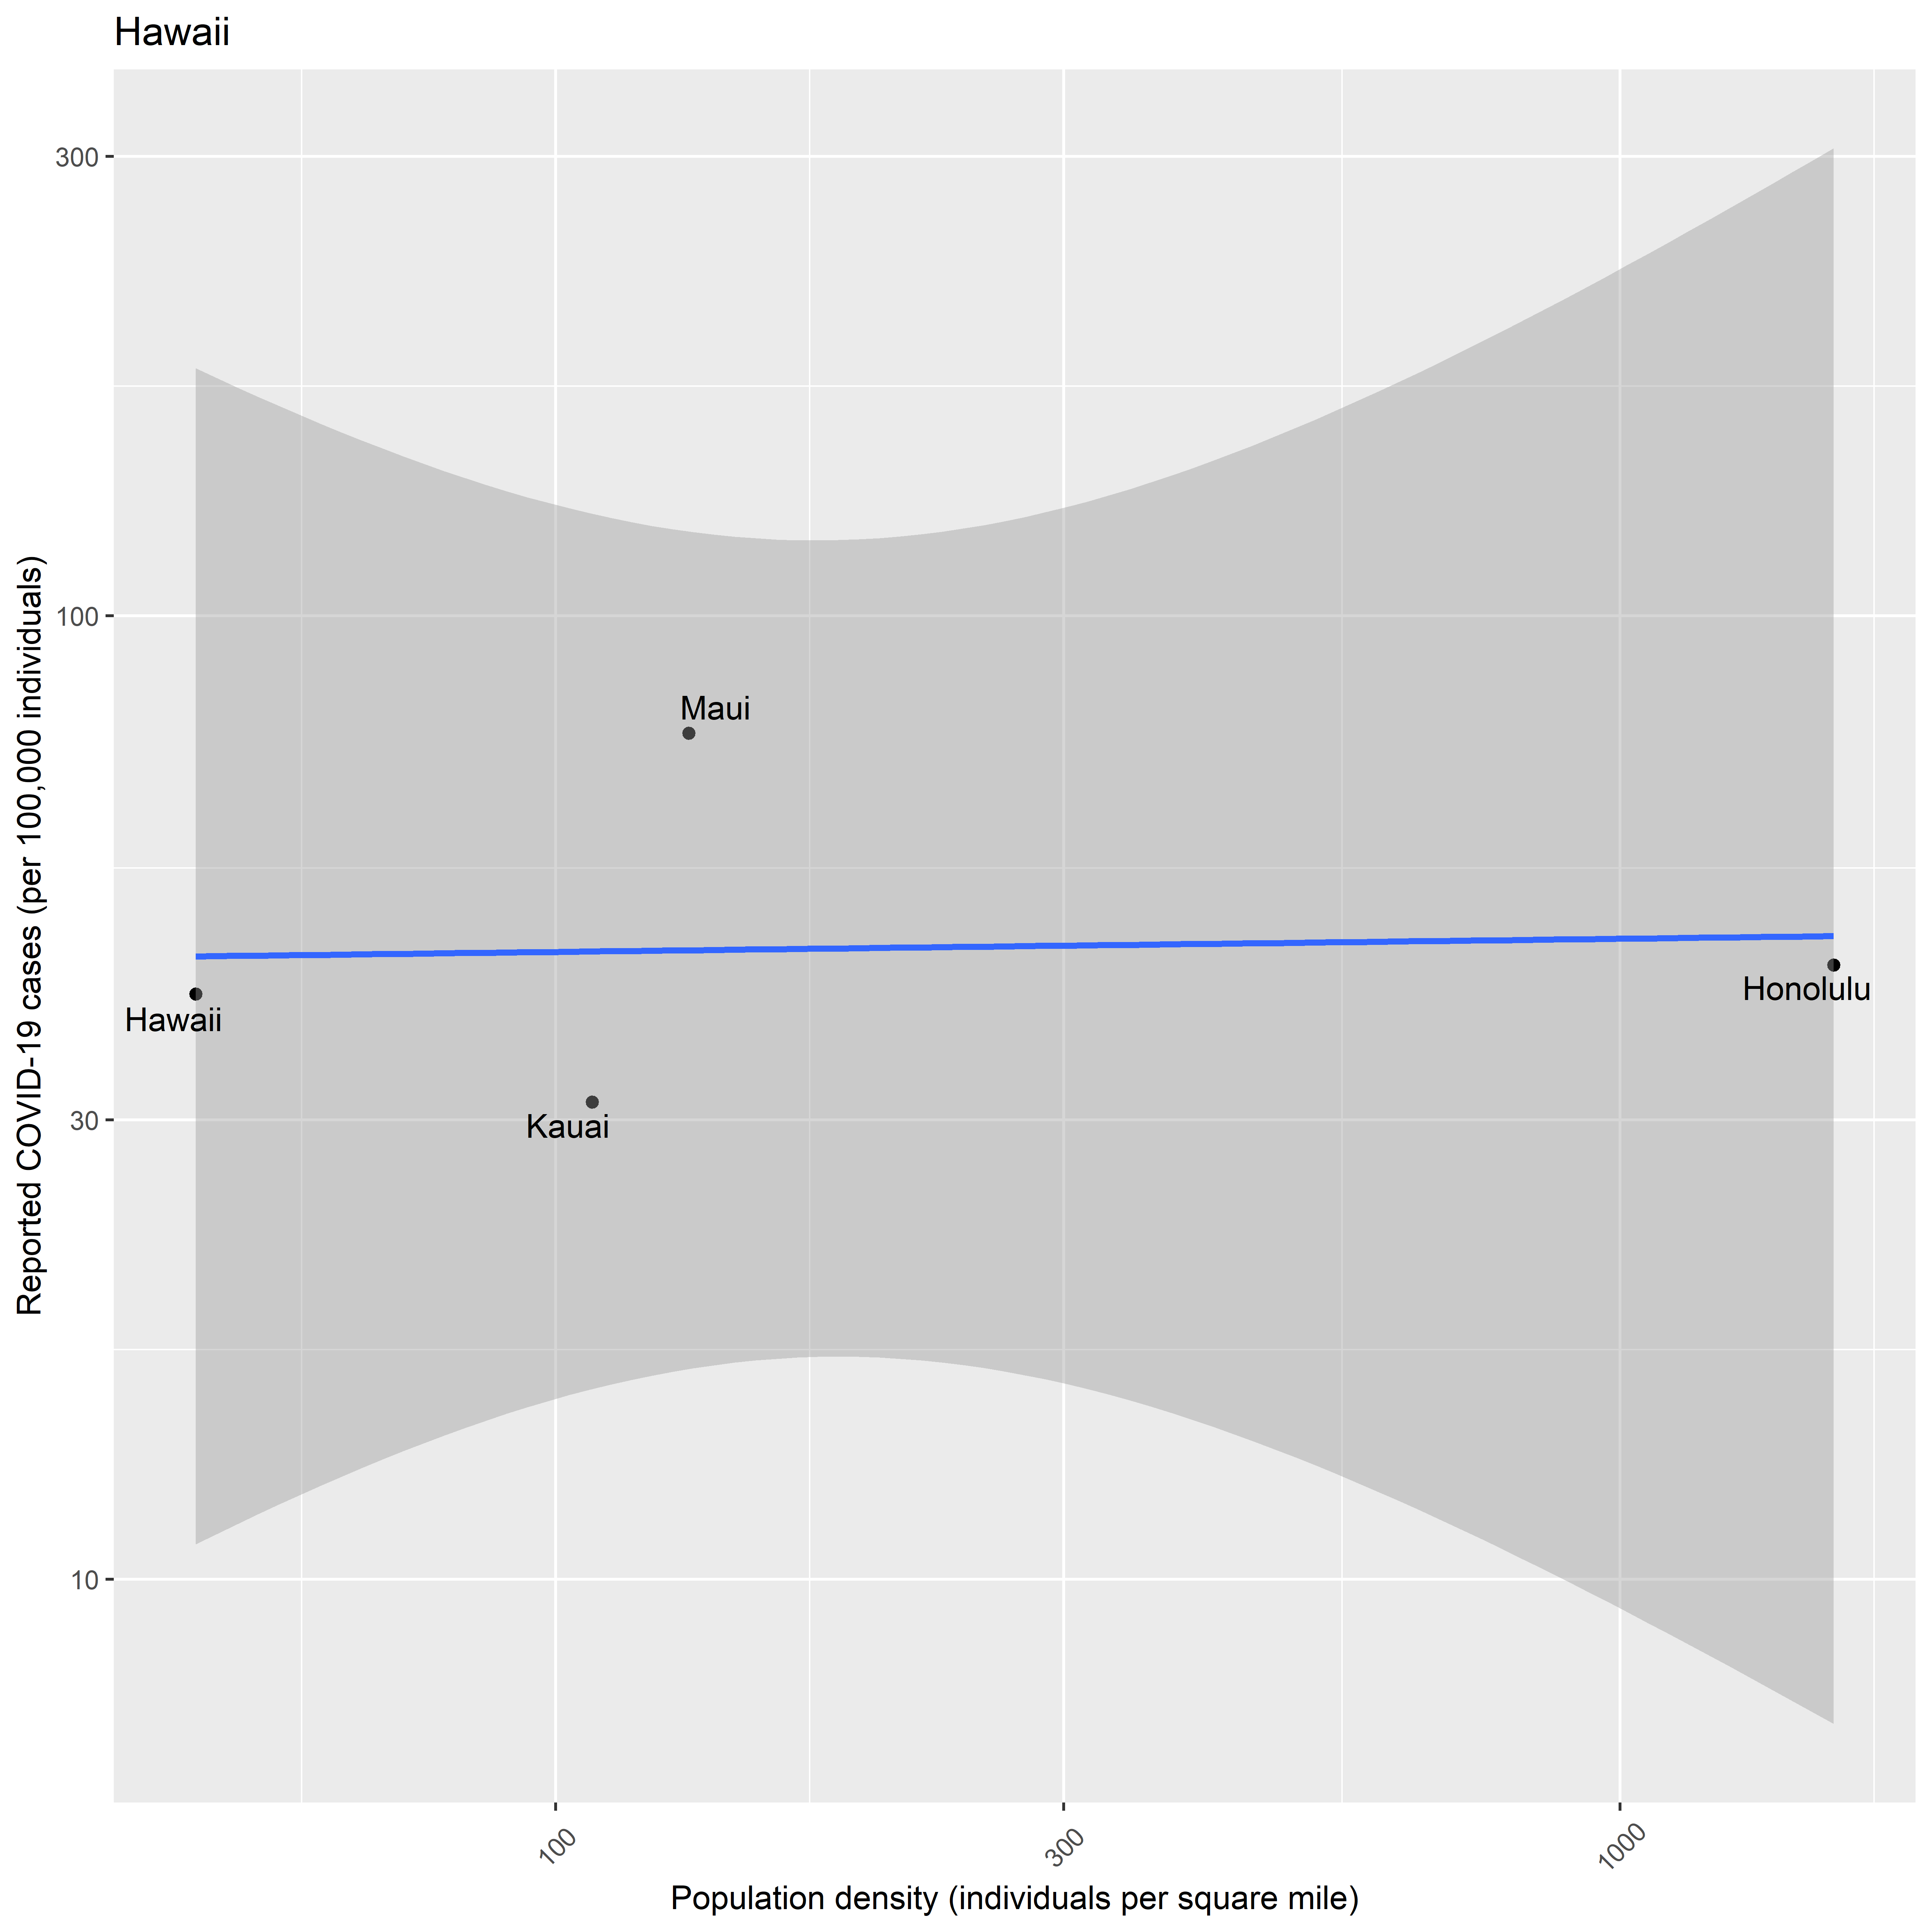 Hawaii
300
100
30
10
Reported COVID-19 cases (per 100,000 individuals)
Maui
Honolulu
Hawaii
Kauai
100
300
1000
Population density (individuals per square mile)